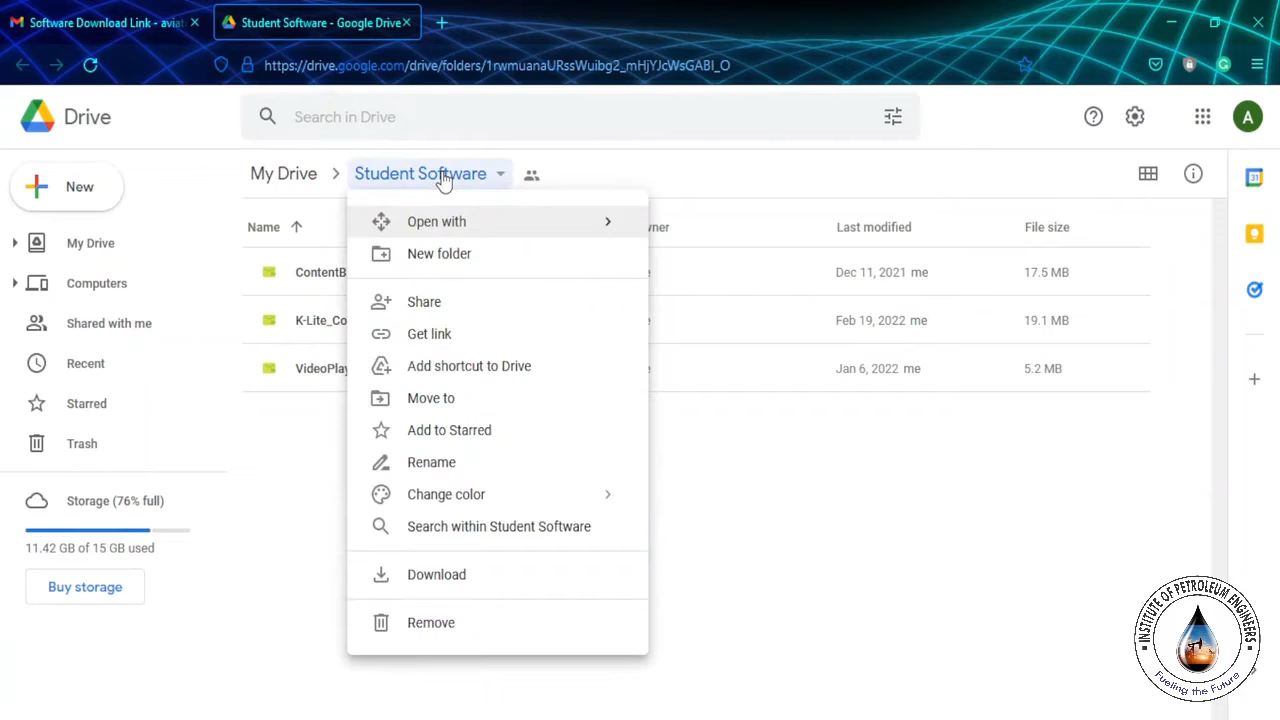 Software Download Link - aviat
Student Software - Google Drive
https://drive.google.com/drive/folders/1rwmuanaURssWuibg2_mHjYJcWsGABI_O
Drive
Search in Drive
A
New
My Drive
Student Software
31
Name
wner
Last modified
File size
My Drive
Computers
Shared with me
Recent
Starred
Trash
Storage (76% full)
11.42 GB of 15 GB used
Buy storage
ContentB
Dec 11, 2021 me
17.5 MB
K-Lite_Co
Feb 19, 2022 me
19.1 MB
VideoPlay
Jan 6, 2022 me
5.2 MB
Open with
New folder
Share
Get link
Add shortcut to Drive
Move to
Add to Starred
Rename
Change color
Search within Student Software
Download
Remove
INSTITUTE OF PETROLEUM ENGINEERS
Fueling the Future